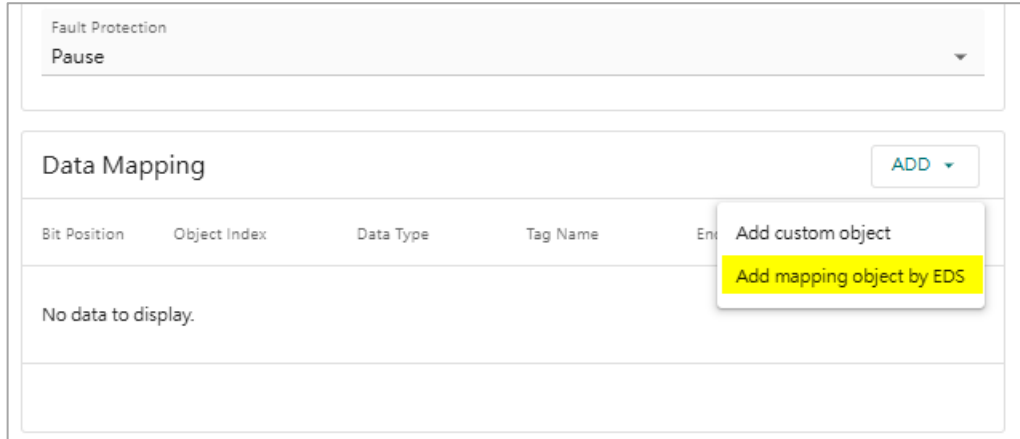 Fault Protection
Pause
Data Mapping
ADD
Bit Position Object Index Data Type Tag Name
Add custom object
Add mapping object by EDS
No data to display.